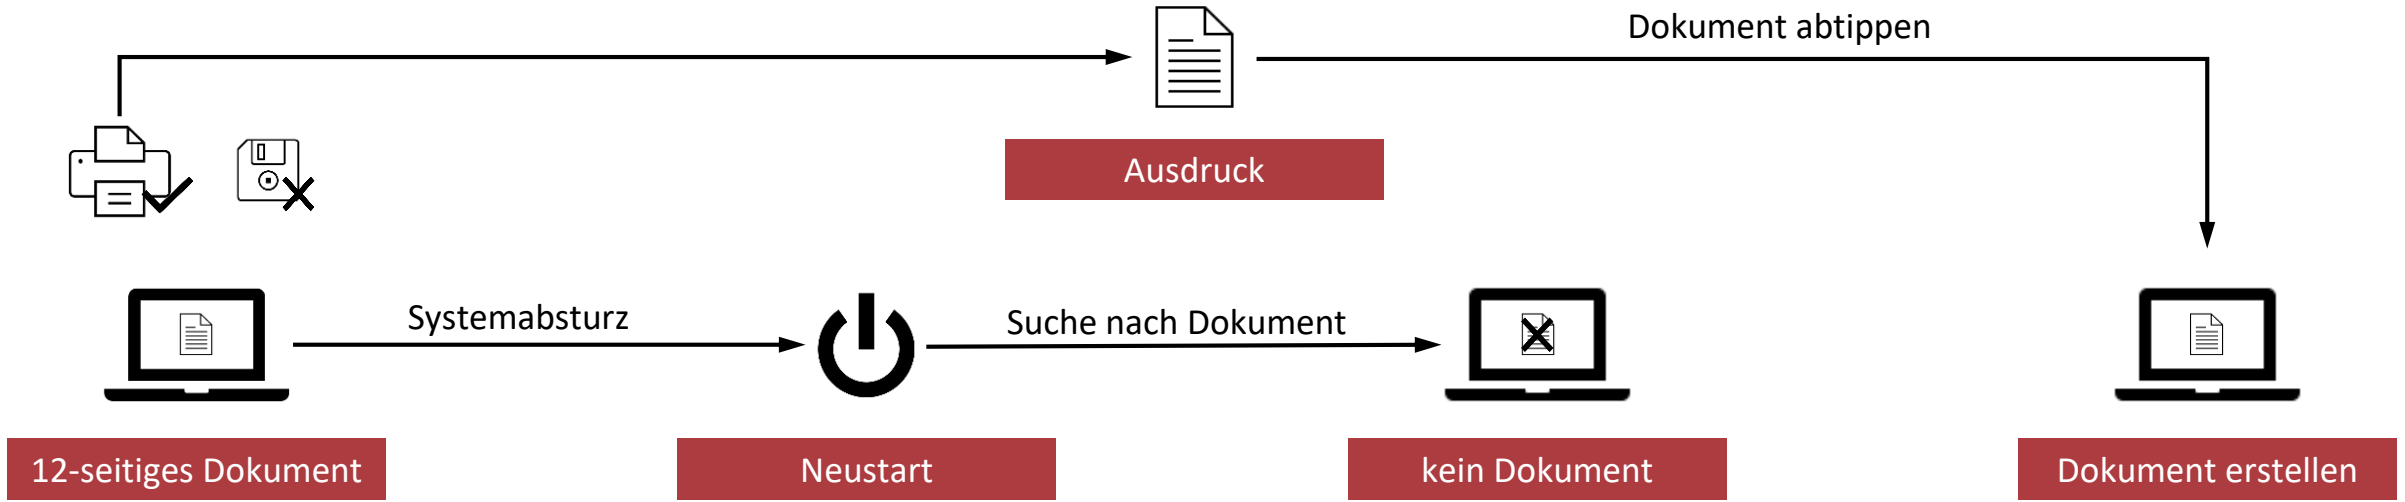 Dokument abtippen
Ausdruck
Systemabsturz
Suche nach Dokument
12-seitiges Dokument
Neustart
kein Dokument
Dokument erstellen